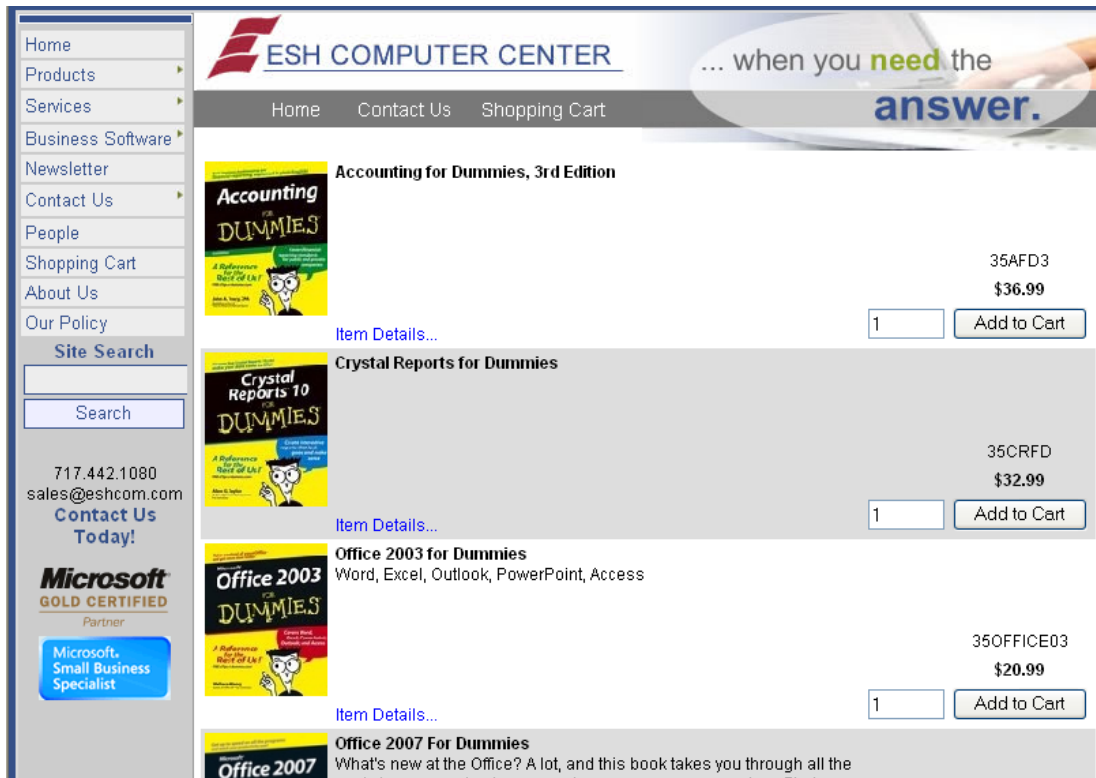 Home
Products
Services
Business Software
Newsletter
Contact Us
People
Shopping Cart
About Us
Our Policy
Site Search
Search
717.442.1080
sales@eshcom.com
Contact Us
Today!
Microsoft
GOLD CERTIFIED
Partner
Microsoft
Small Business
Specialist
ESH COMPUTER CENTER
... when you need the
answer.
Home Contact Us Shopping Cart
Accounting
FOR
DUMMIES
A Reference
for the
Rest of Us!
Accounting for Dummies, 3rd Edition
35AFD3
$36.99
Item Details...
1 Add to Cart
Crystal
Reports 10
FOR
DUMMIES
A Reference
for the
Rest of Us!
Crystal Reports for Dummies
35CRFD
$32.99
Item Details...
1 Add to Cart
Office 2003
FOR
DUMMIES
A Reference
for the
Rest of Us!
Office 2003 for Dummies
Word, Excel, Outlook, PowerPoint, Access
35OFFICE03
$20.99
Item Details...
1 Add to Cart
Office 2007
Office 2007 For Dummies
What's new at the Office? A lot, and this book takes you through all the